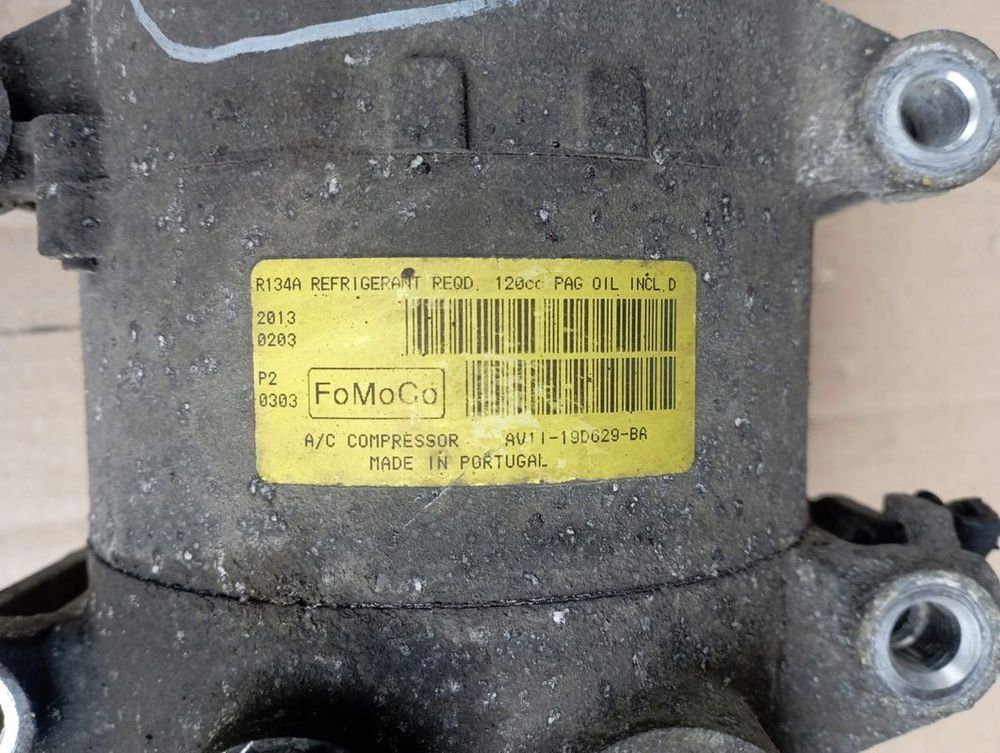 R134A REFRIGERANT REQD. 120cc PAG OIL INCL.D
2013
0203
P2
0303
FoMoCo
A/C COMPRESSOR AV11-19D629-BA
MADE IN PORTUGAL